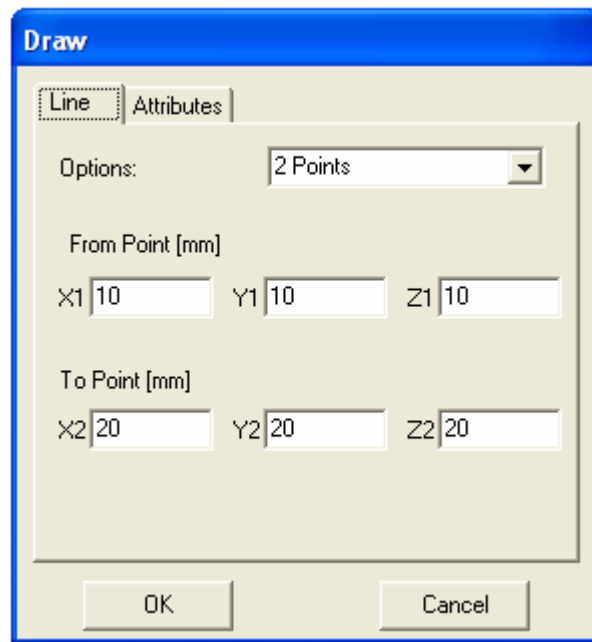 Draw
Line Attributes
Options: 2 Points
From Point [mm]
X1 10 Y1 10 Z1 10
To Point [mm]
X2 20 Y2 20 Z2 20
OK Cancel